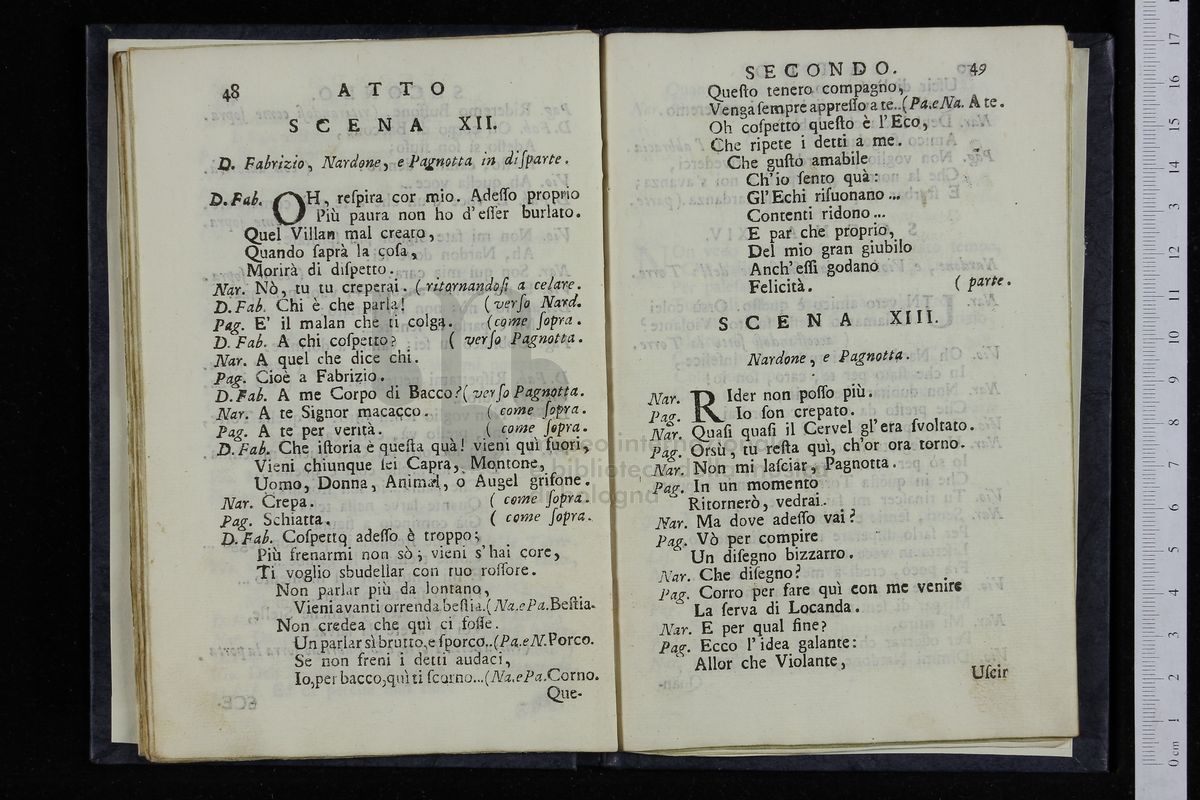 48 ATTO
SCENA XII.
D. Fabrizio, Nardone, e Pagnotta in diſparte.
D. Fab. OH, reſpira cor mio. Adeſſo proprio
Più paura non ho d'eſſer burlato.
Quel Villan mal creato,
Quando ſaprà la coſa,
Morirà di diſpetto.
Nar. Nò, tu tu creperai. ( ritornandoſi a celare.
D. Fab. Chi è che parla! ( verſo Nard.
Pag. E' il malan che ti colga. ( come ſopra.
D. Fab. A chi coſpetto? ( verſo Pagnotta.
Nar. A quel che dice chi.
Pag. Cioè a Fabrizio.
D. Fab. A me Corpo di Bacco? ( verſo Pagnotta.
Nar. A te Signor macacco. ( come ſopra.
Pag. A te per verità. ( come ſopra.
D. Fab. Che iſtoria è queſta quà! vieni quì fuori,
Vieni chiunque ſei Capra, Montone,
Uomo, Donna, Animal, o Augel grifone.
Nar. Crepa. ( come ſopra.
Pag. Schiatta. ( come ſopra.
D. Fab. Coſpetto adeſſo è troppo;
Più frenarmi non sò; vieni s'hai core,
Ti voglio sbudellar con tuo roſſore.
Non parlar più da lontano,
Vieni avanti orrenda beſtia. ( Na. e Pa. Beſtia.
Non credea che quì ci foſſe.
Un parlar sì brutto, e ſporco.. ( Pa. e N. Porco.
Se non freni i detti audaci,
Io, per bacco, quì ti ſcorno... ( Na. e Pa. Corno.
Que-
SECONDO. 49
Queſto tenero compagno,
Venga ſempre appreſſo a te.. ( Pa. e Na. A te.
Oh coſpetto queſto è l'Eco,
Che ripete i detti a me.
Che guſto amabile
Ch'io ſento quà:
Gl'Echi riſuonano ...
Contenti ridono ...
E par che proprio,
Del mio gran giubilo
Anch'eſſi godano
Felicità. ( parte.
SCENA XIII.
Nardone, e Pagnotta.
Nar. RIder non poſſo più.
Pag. Io ſon crepato.
Nar. Quaſi quaſi il Cervel gl'era ſvoltato.
Pag. Orsù, tu reſta quì, ch'or ora torno.
Nar. Non mi laſciar, Pagnotta.
Pag. In un momento
Ritornerò, vedrai.
Nar. Ma dove adeſſo vai?
Pag. Vò per compire
Un diſegno bizzarro.
Nar. Che diſegno?
Pag. Corro per fare quì con me venire
La ſerva di Locanda.
Nar. E per qual fine?
Pag. Ecco l'idea galante:
Allor che Violante,
Uſcir